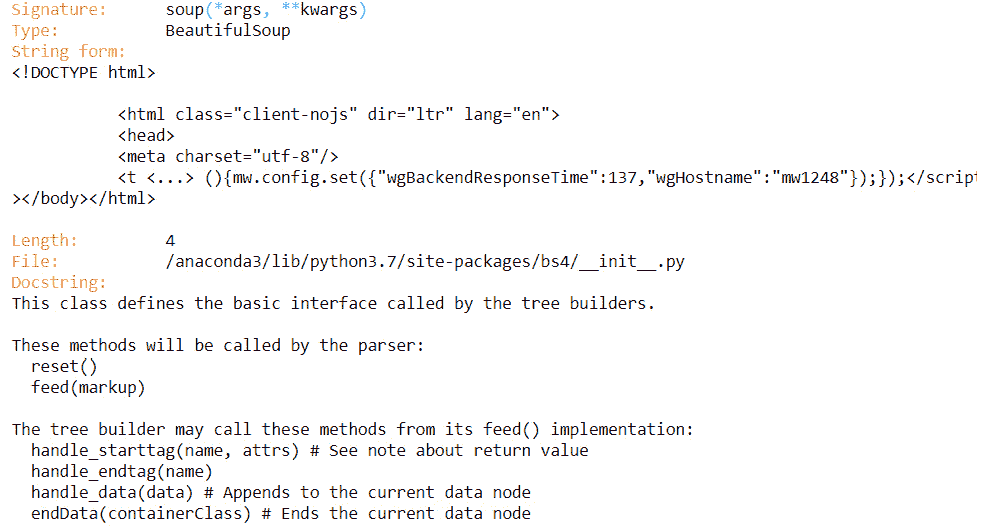 Signature: soup(*args, **kwargs)
Type: BeautifulSoup
String form:
<!DOCTYPE html>
<html class="client-nojs" dir="ltr" lang="en">
<head>
<meta charset="utf-8"/>
<t <...> (){mw.config.set({"wgBackendResponseTime":137,"wgHostname":"mw1248"});});</script
></body></html>
Length: 4
File: /anaconda3/lib/python3.7/site-packages/bs4/__init__.py
Docstring:
This class defines the basic interface called by the tree builders.
These methods will be called by the parser:
reset()
feed(markup)
The tree builder may call these methods from its feed() implementation:
handle_starttag(name, attrs) # See note about return value
handle_endtag(name)
handle_data(data) # Appends to the current data node
endData(containerClass) # Ends the current data node